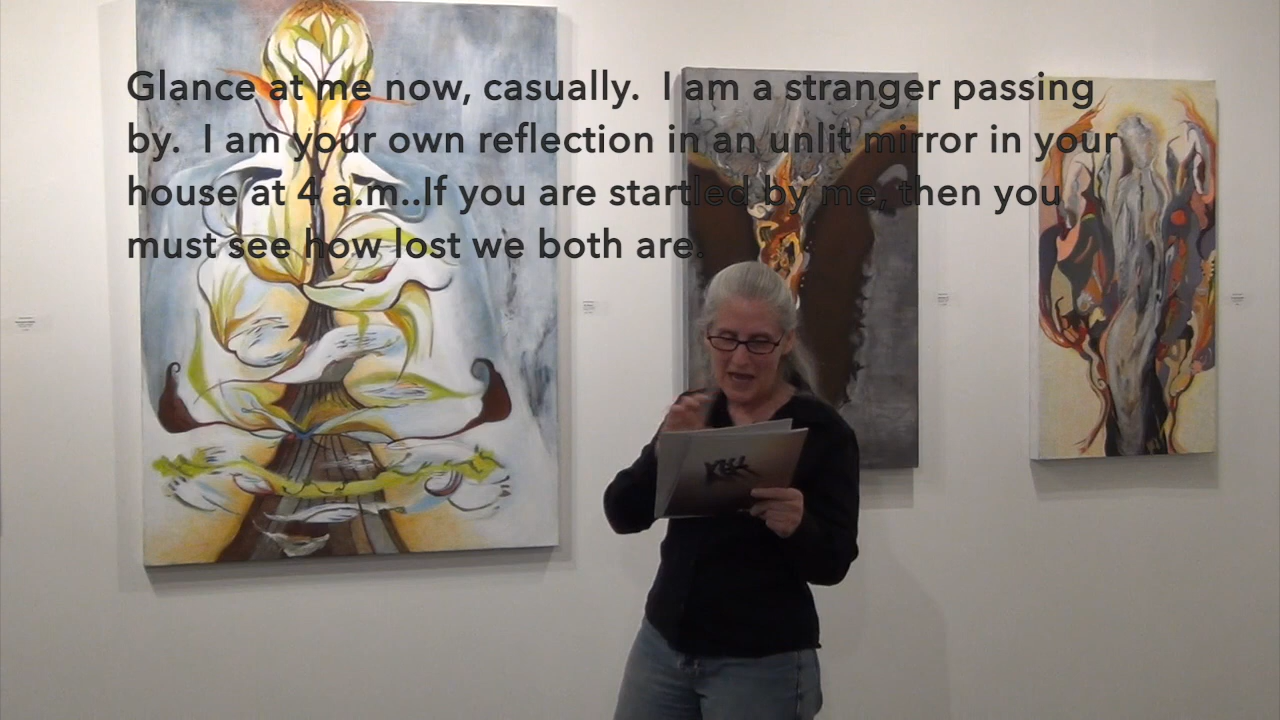 Glance at me now, casually.  I am a stranger passing
by.  I am your own reflection in an unlit mirror in your
house at 4 a.m..If you are startled by me, then you
must see how lost we both are.